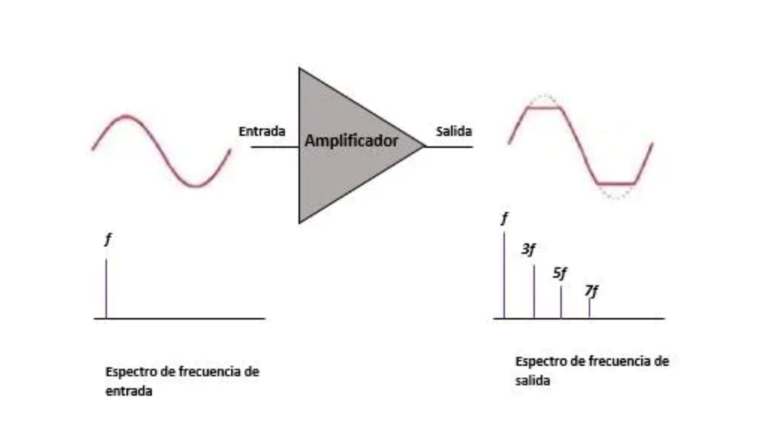 Entrada
Amplificador
Salida
f
f
3f
5f
7f
Espectro de frecuencia de
entrada
Espectro de frecuencia de
salida